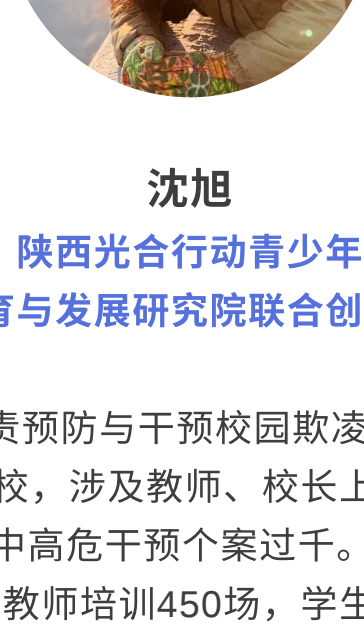 沈旭
陕西光合行动青少年
育与发展研究院联合创
责预防与干预校园欺凌
校，涉及教师、校长上
中高危干预个案过千。
教师培训450场，学生